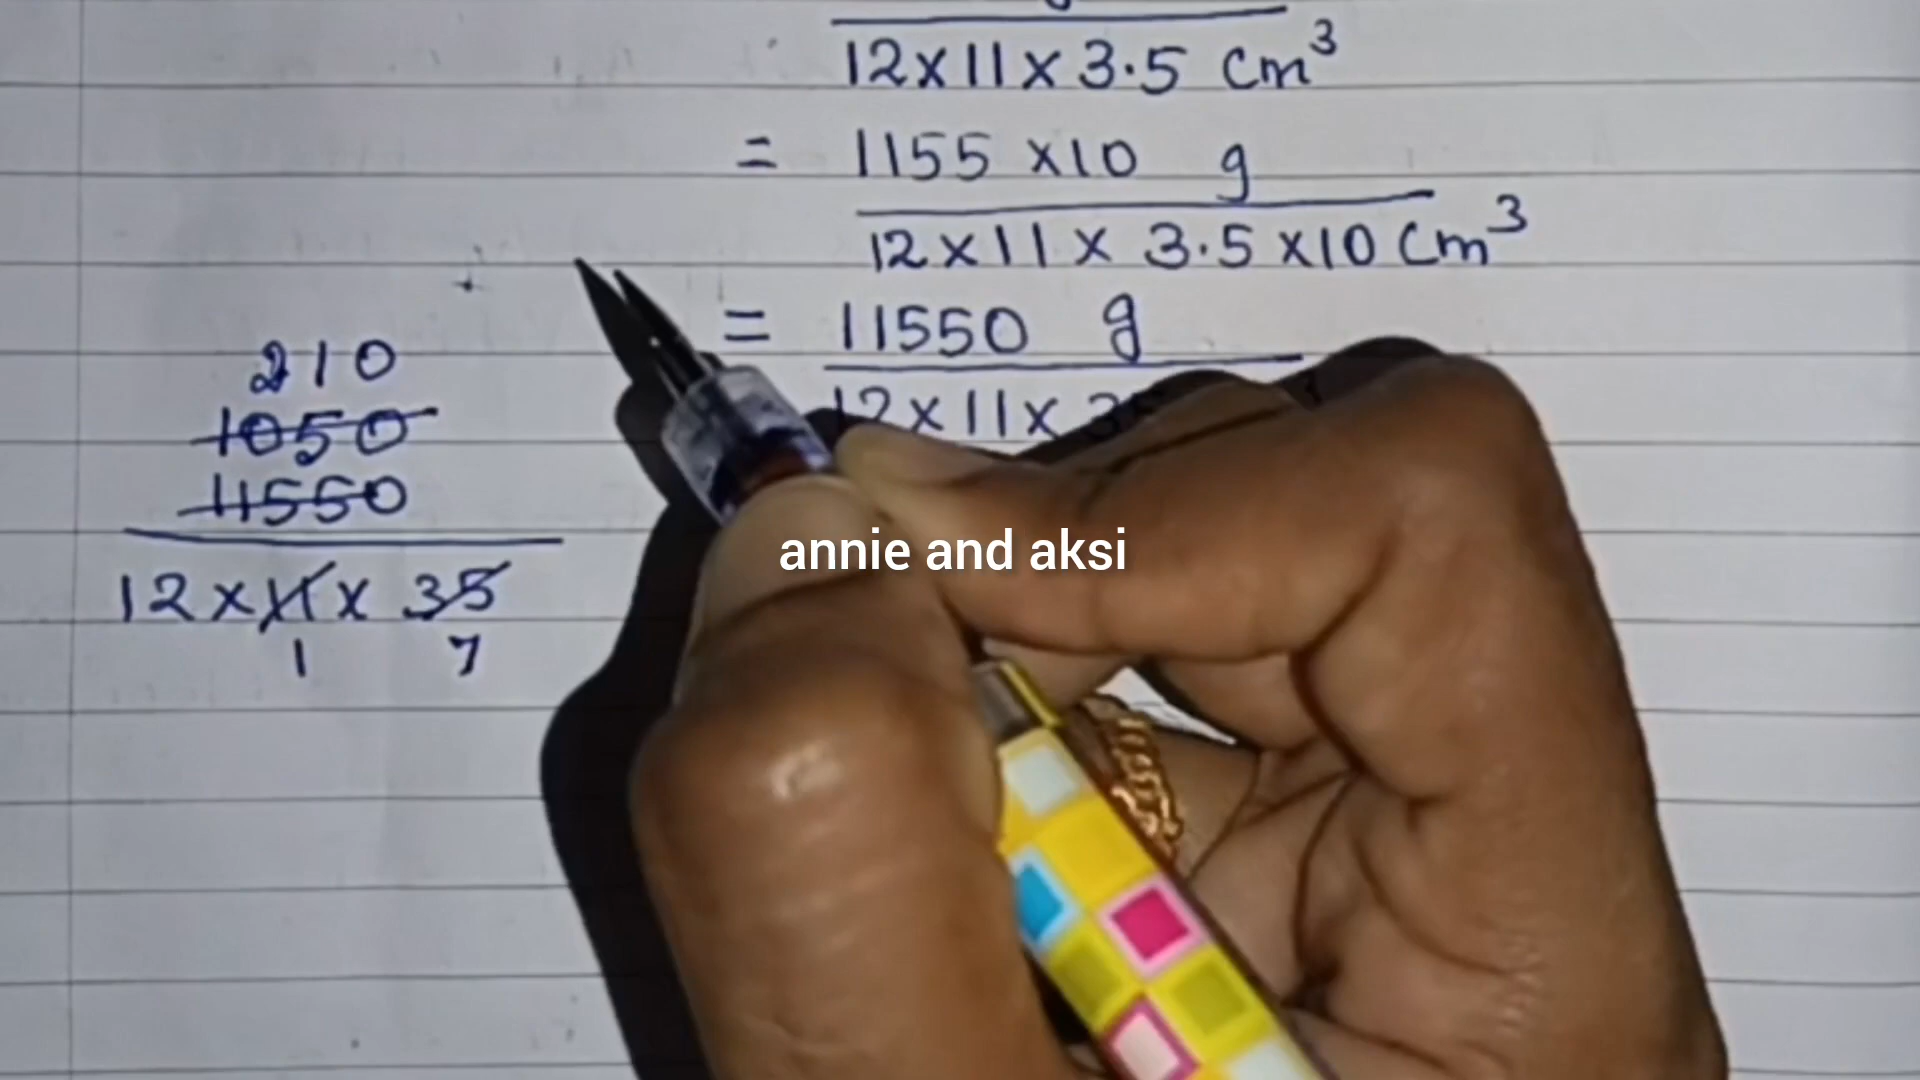 12x11x3.5 cm³
= 1155 x10 g
12x11x 3.5 x10 cm³
= 11550 g
12x11x 35
210
1050
11550
12x11x 35
1 7
annie and aksi